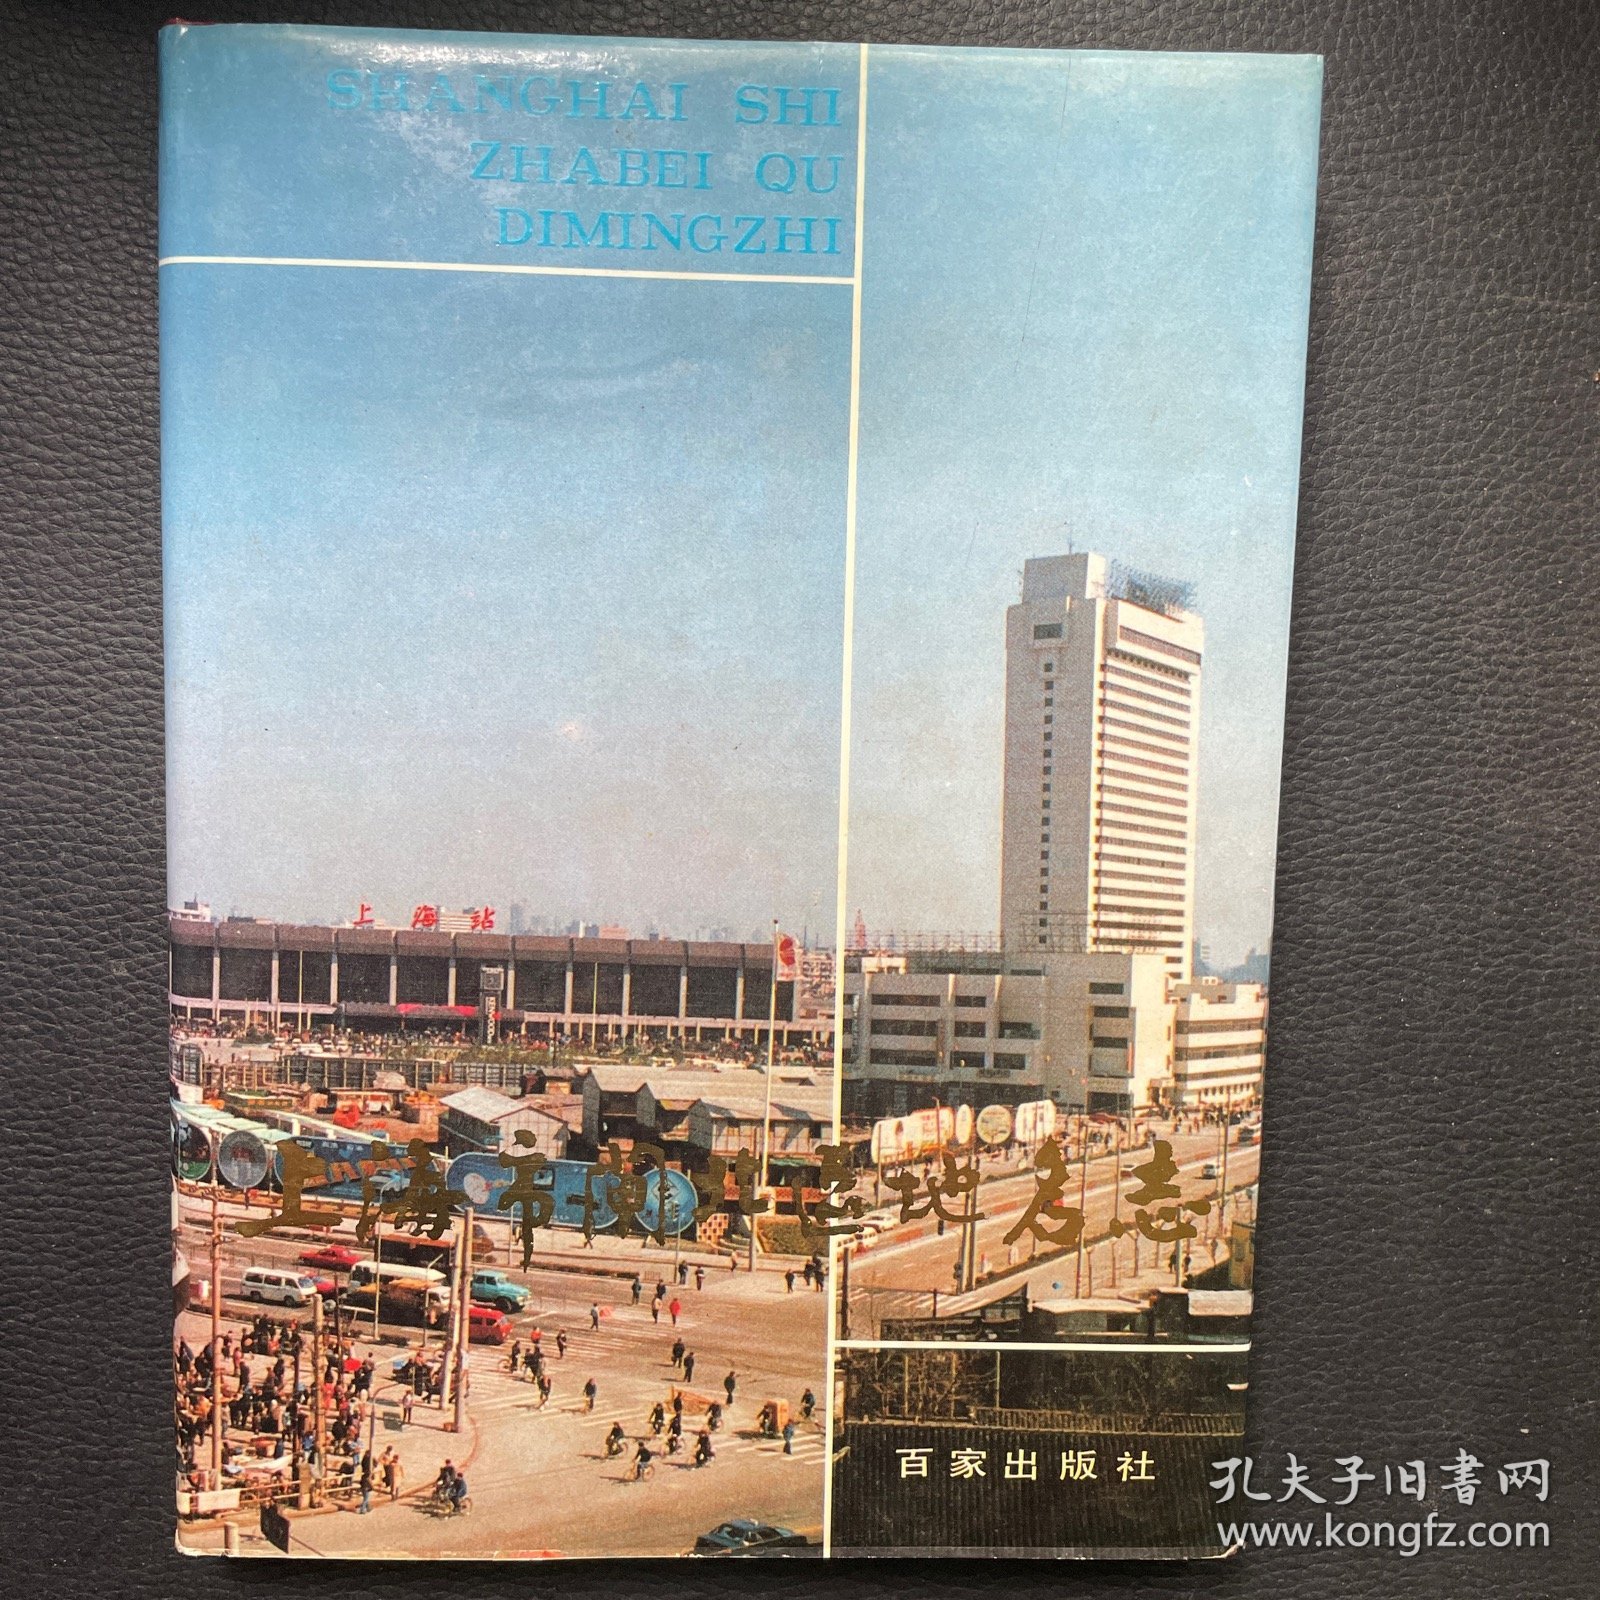 SHANGHAI SHI
ZHABEI QU
DIMINGZHI
上海站
KENWOOD
上海市闸北区地名志
百家出版社
孔夫子旧书网
www.kongfz.com